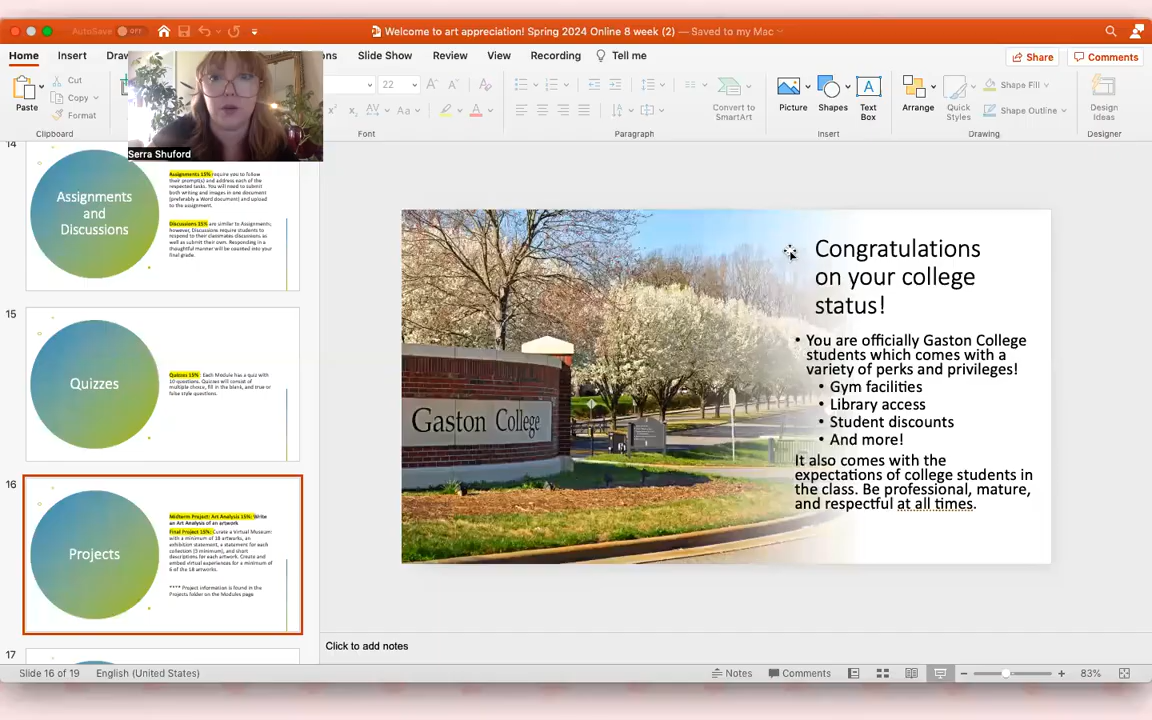 AutoSave OFF
Welcome to art appreciation! Spring 2024 Online 8 week (2) — Saved to my Mac
Home Insert Draw Slide Show Review View Recording Tell me
Share Comments
Paste
Cut
Copy
Format
Clipboard
22
Aa
Font
Convert to
SmartArt
Paragraph
Picture
Shapes
Text
Box
Insert
Arrange
Quick
Styles
Shape Fill
Shape Outline
Drawing
Design
Ideas
Designer
Serra Shuford
14
Assignments
and
Discussions
Assignments 15% require you to follow
their prompt(s) and address each of the
respected tasks. You will need to submit
both writing and images in one document
(preferably a Word document) and upload
to the assignment.
Discussions 15% are similar to Assignments;
however, Discussions require students to
respond to their classmates discussions as
well as submit their own. Responding in a
thoughtful manner will be counted into your
final grade.
15
Quizzes
Quizzes 15%: Each Module has a quiz with
10 questions. Quizzes will consist of
multiple choice, fill in the blank, and true or
false style questions.
16
Projects
Midterm Project: Art Analysis 15%: Write
an Art Analysis of an artwork
Final Project 15%: Curate a Virtual Museum
with a minimum of 18 artworks, an
exhibition statement, a statement for each
collection (3 minimum), and short
descriptions for each artwork. Create and
embed virtual experiences for a minimum of
6 of the 18 artworks.
**** Project information is found in the
Projects folder on the Modules page
17
Gaston College
Congratulations
on your college
status!
• You are officially Gaston College
students which comes with a
variety of perks and privileges!
• Gym facilities
• Library access
• Student discounts
• And more!
It also comes with the
expectations of college students in
the class. Be professional, mature,
and respectful at all times.
Click to add notes
Slide 16 of 19 English (United States) Notes Comments 83%